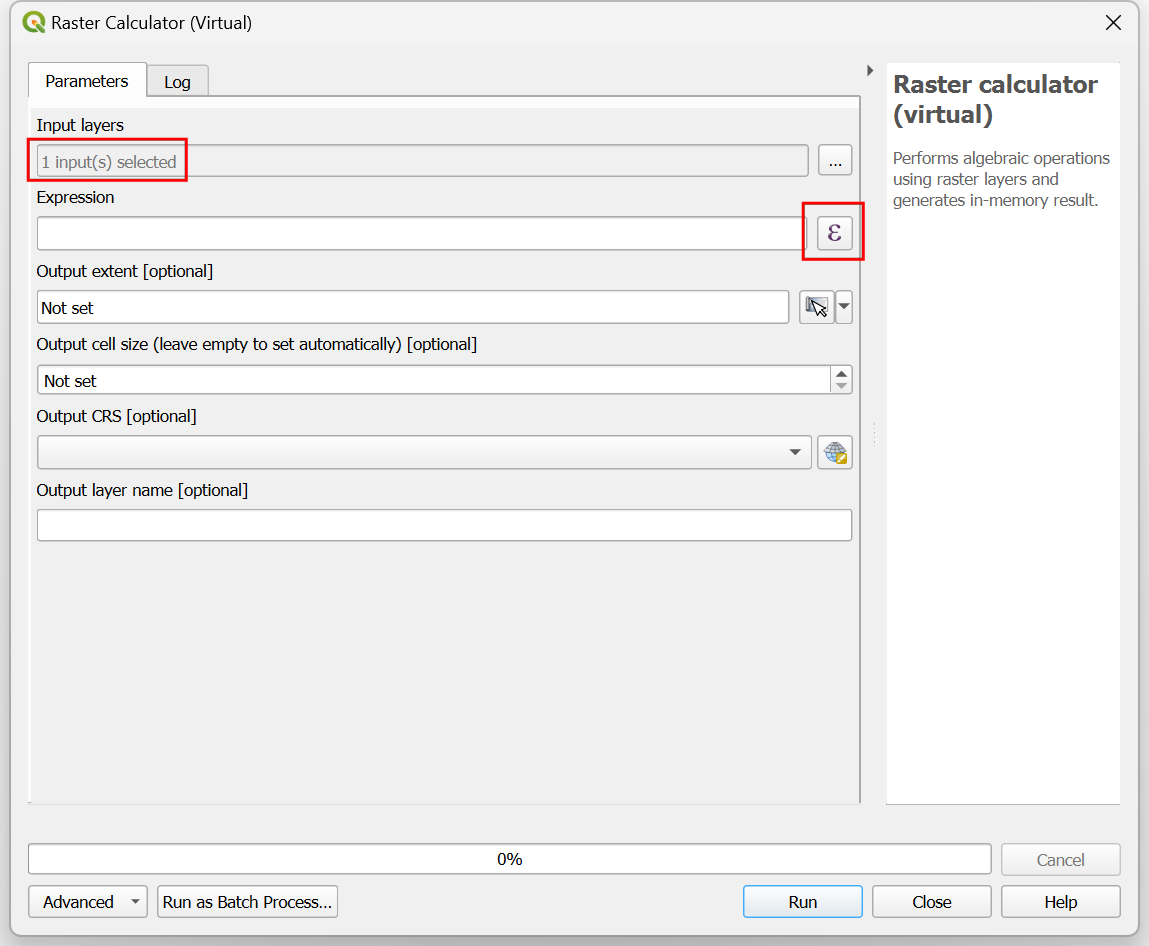 Raster Calculator (Virtual)
Parameters
Log
Input layers
1 input(s) selected
...
Expression
ε
Output extent [optional]
Not set
Output cell size (leave empty to set automatically) [optional]
Not set
Output CRS [optional]
Output layer name [optional]
Raster calculator
(virtual)
Performs algebraic operations
using raster layers and
generates in-memory result.
0%
Cancel
Advanced
Run as Batch Process...
Run
Close
Help